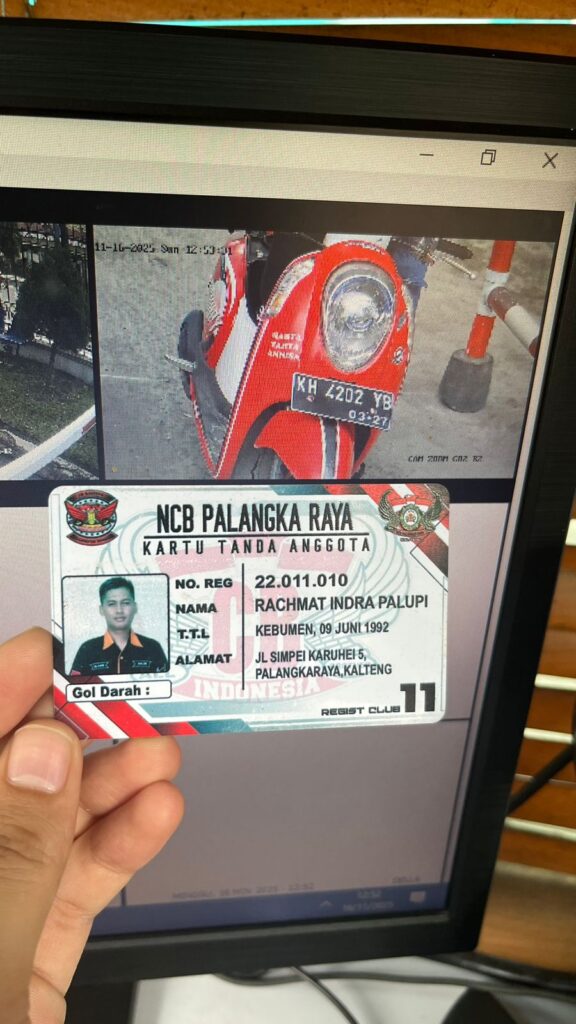 11-16-2025 Sun 12:53:31
KH 4202 YB
03·27
NCB PALANGKA RAYA
KARTU TANDA ANGGOTA
NO. REG 22.011.010
NAMA RACHMAT INDRA PALUPI
T.T.L KEBUMEN, 09 JUNI 1992
ALAMAT JL SIMPEI KARUHEI 5,
PALANGKARAYA,KALTENG
Gol Darah :
INDONESIA
REGIST CLUB 11